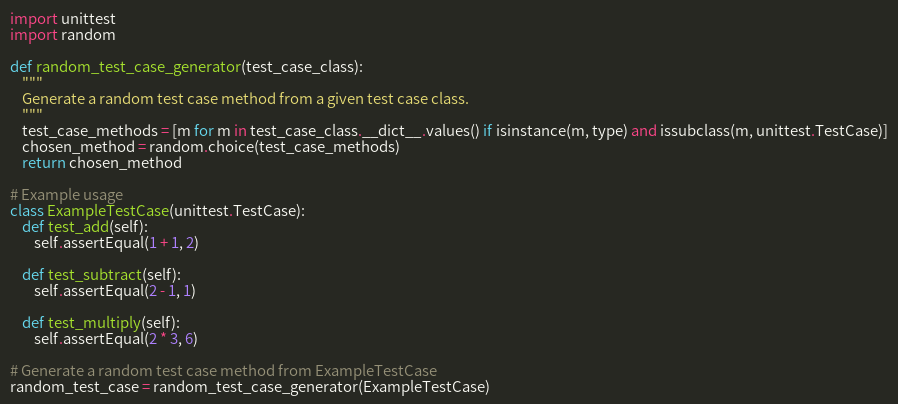 import unittest
import random
def random_test_case_generator(test_case_class):
"""
Generate a random test case method from a given test case class.
"""
test_case_methods = [m for m in test_case_class.__dict__.values() if isinstance(m, type) and issubclass(m, unittest.TestCase)]
chosen_method = random.choice(test_case_methods)
return chosen_method
# Example usage
class ExampleTestCase(unittest.TestCase):
def test_add(self):
self.assertEqual(1 + 1, 2)
def test_subtract(self):
self.assertEqual(2 - 1, 1)
def test_multiply(self):
self.assertEqual(2 * 3, 6)
# Generate a random test case method from ExampleTestCase
random_test_case = random_test_case_generator(ExampleTestCase)